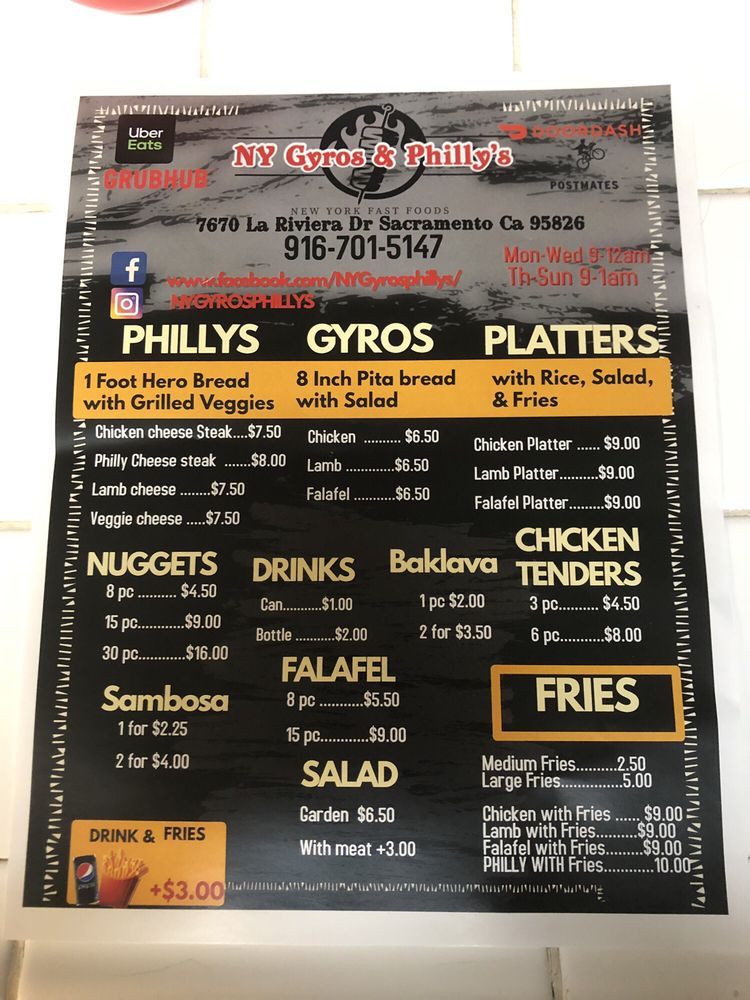 Uber
Eats
GRUBHUB
NY Gyros & Philly's
NEW YORK FAST FOODS
DOORDASH
POSTMATES
7670 La Riviera Dr Sacramento Ca 95826
916-701-5147
Mon-Wed 9-12am
Th-Sun 9-1am
www.facebook.com/NYGyrosphillys/
NYGYROSPHILLYS
PHILLYS
1 Foot Hero Bread
with Grilled Veggies
Chicken cheese Steak....$7.50
Philly Cheese steak .......$8.00
Lamb cheese ........$7.50
Veggie cheese .....$7.50
GYROS
8 Inch Pita bread
with Salad
Chicken .......... $6.50
Lamb .............$6.50
Falafel ...........$6.50
PLATTERS
with Rice, Salad,
& Fries
Chicken Platter ...... $9.00
Lamb Platter..........$9.00
Falafel Platter.........$9.00
NUGGETS
8 pc .......... $4.50
15 pc............$9.00
30 pc............$16.00
DRINKS
Can...........$1.00
Bottle ...........$2.00
Baklava
1 pc $2.00
2 for $3.50
CHICKEN
TENDERS
3 pc.......... $4.50
6 pc...........$8.00
Sambosa
1 for $2.25
2 for $4.00
FALAFEL
8 pc ...........$5.50
15 pc............$9.00
SALAD
Garden $6.50
With meat +3.00
FRIES
Medium Fries..........2.50
Large Fries...............5.00
Chicken with Fries ...... $9.00
Lamb with Fries..........$9.00
Falafel with Fries.........$9.00
PHILLY WITH Fries............10.00
DRINK & FRIES
+$3.00